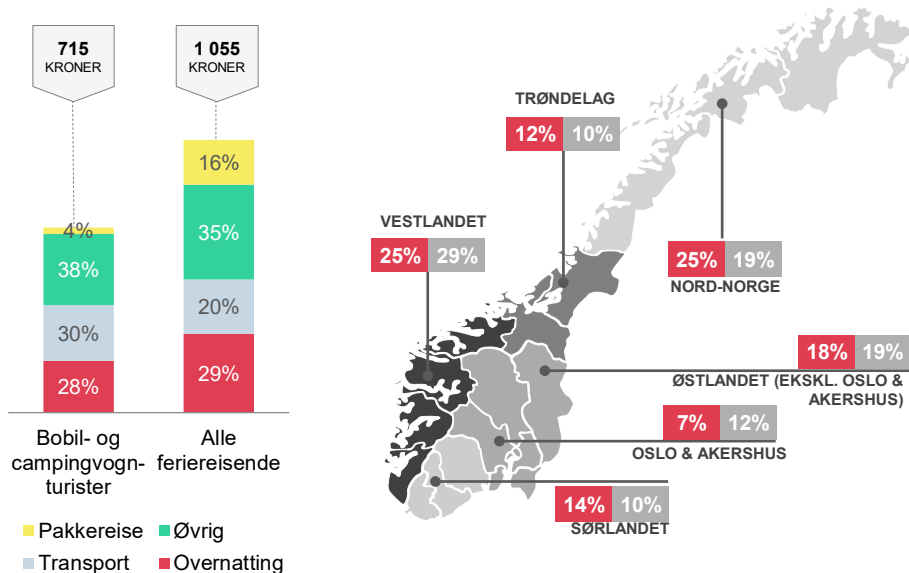 715
KRONER
1 055
KRONER
4%
38%
30%
28%
16%
35%
20%
29%
Bobil- og
campingvogn-
turister
Alle
feriereisende
Pakkereise
Øvrig
Transport
Overnatting
TRØNDELAG
12% 10%
VESTLANDET
25% 29%
25% 19%
NORD-NORGE
18% 19%
ØSTLANDET (EKSKL. OSLO &
AKERSHUS)
7% 12%
OSLO & AKERSHUS
14% 10%
SØRLANDET